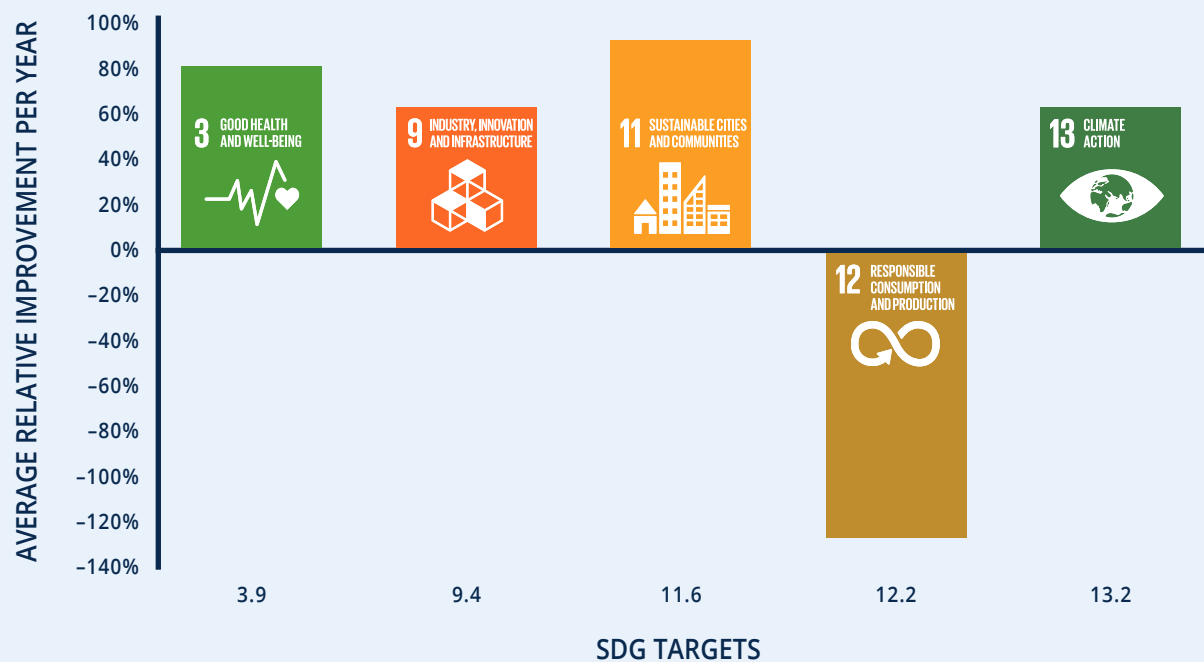 AVERAGE RELATIVE IMPROVEMENT PER YEAR
100%
80%
60%
40%
20%
0%
–20%
–40%
–60%
–80%
–100%
–120%
–140%
3 GOOD HEALTH
AND WELL-BEING
9 INDUSTRY, INNOVATION
AND INFRASTRUCTURE
11 SUSTAINABLE CITIES
AND COMMUNITIES
12 RESPONSIBLE
CONSUMPTION
AND PRODUCTION
13 CLIMATE
ACTION
3.9 9.4 11.6 12.2 13.2
SDG TARGETS